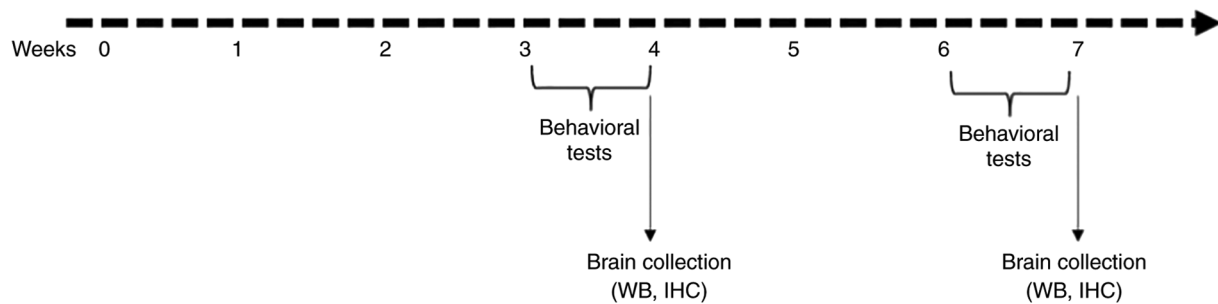 Weeks 0 1 2 3 4 5 6 7
Behavioral
tests
Behavioral
tests
Brain collection
(WB, IHC)
Brain collection
(WB, IHC)